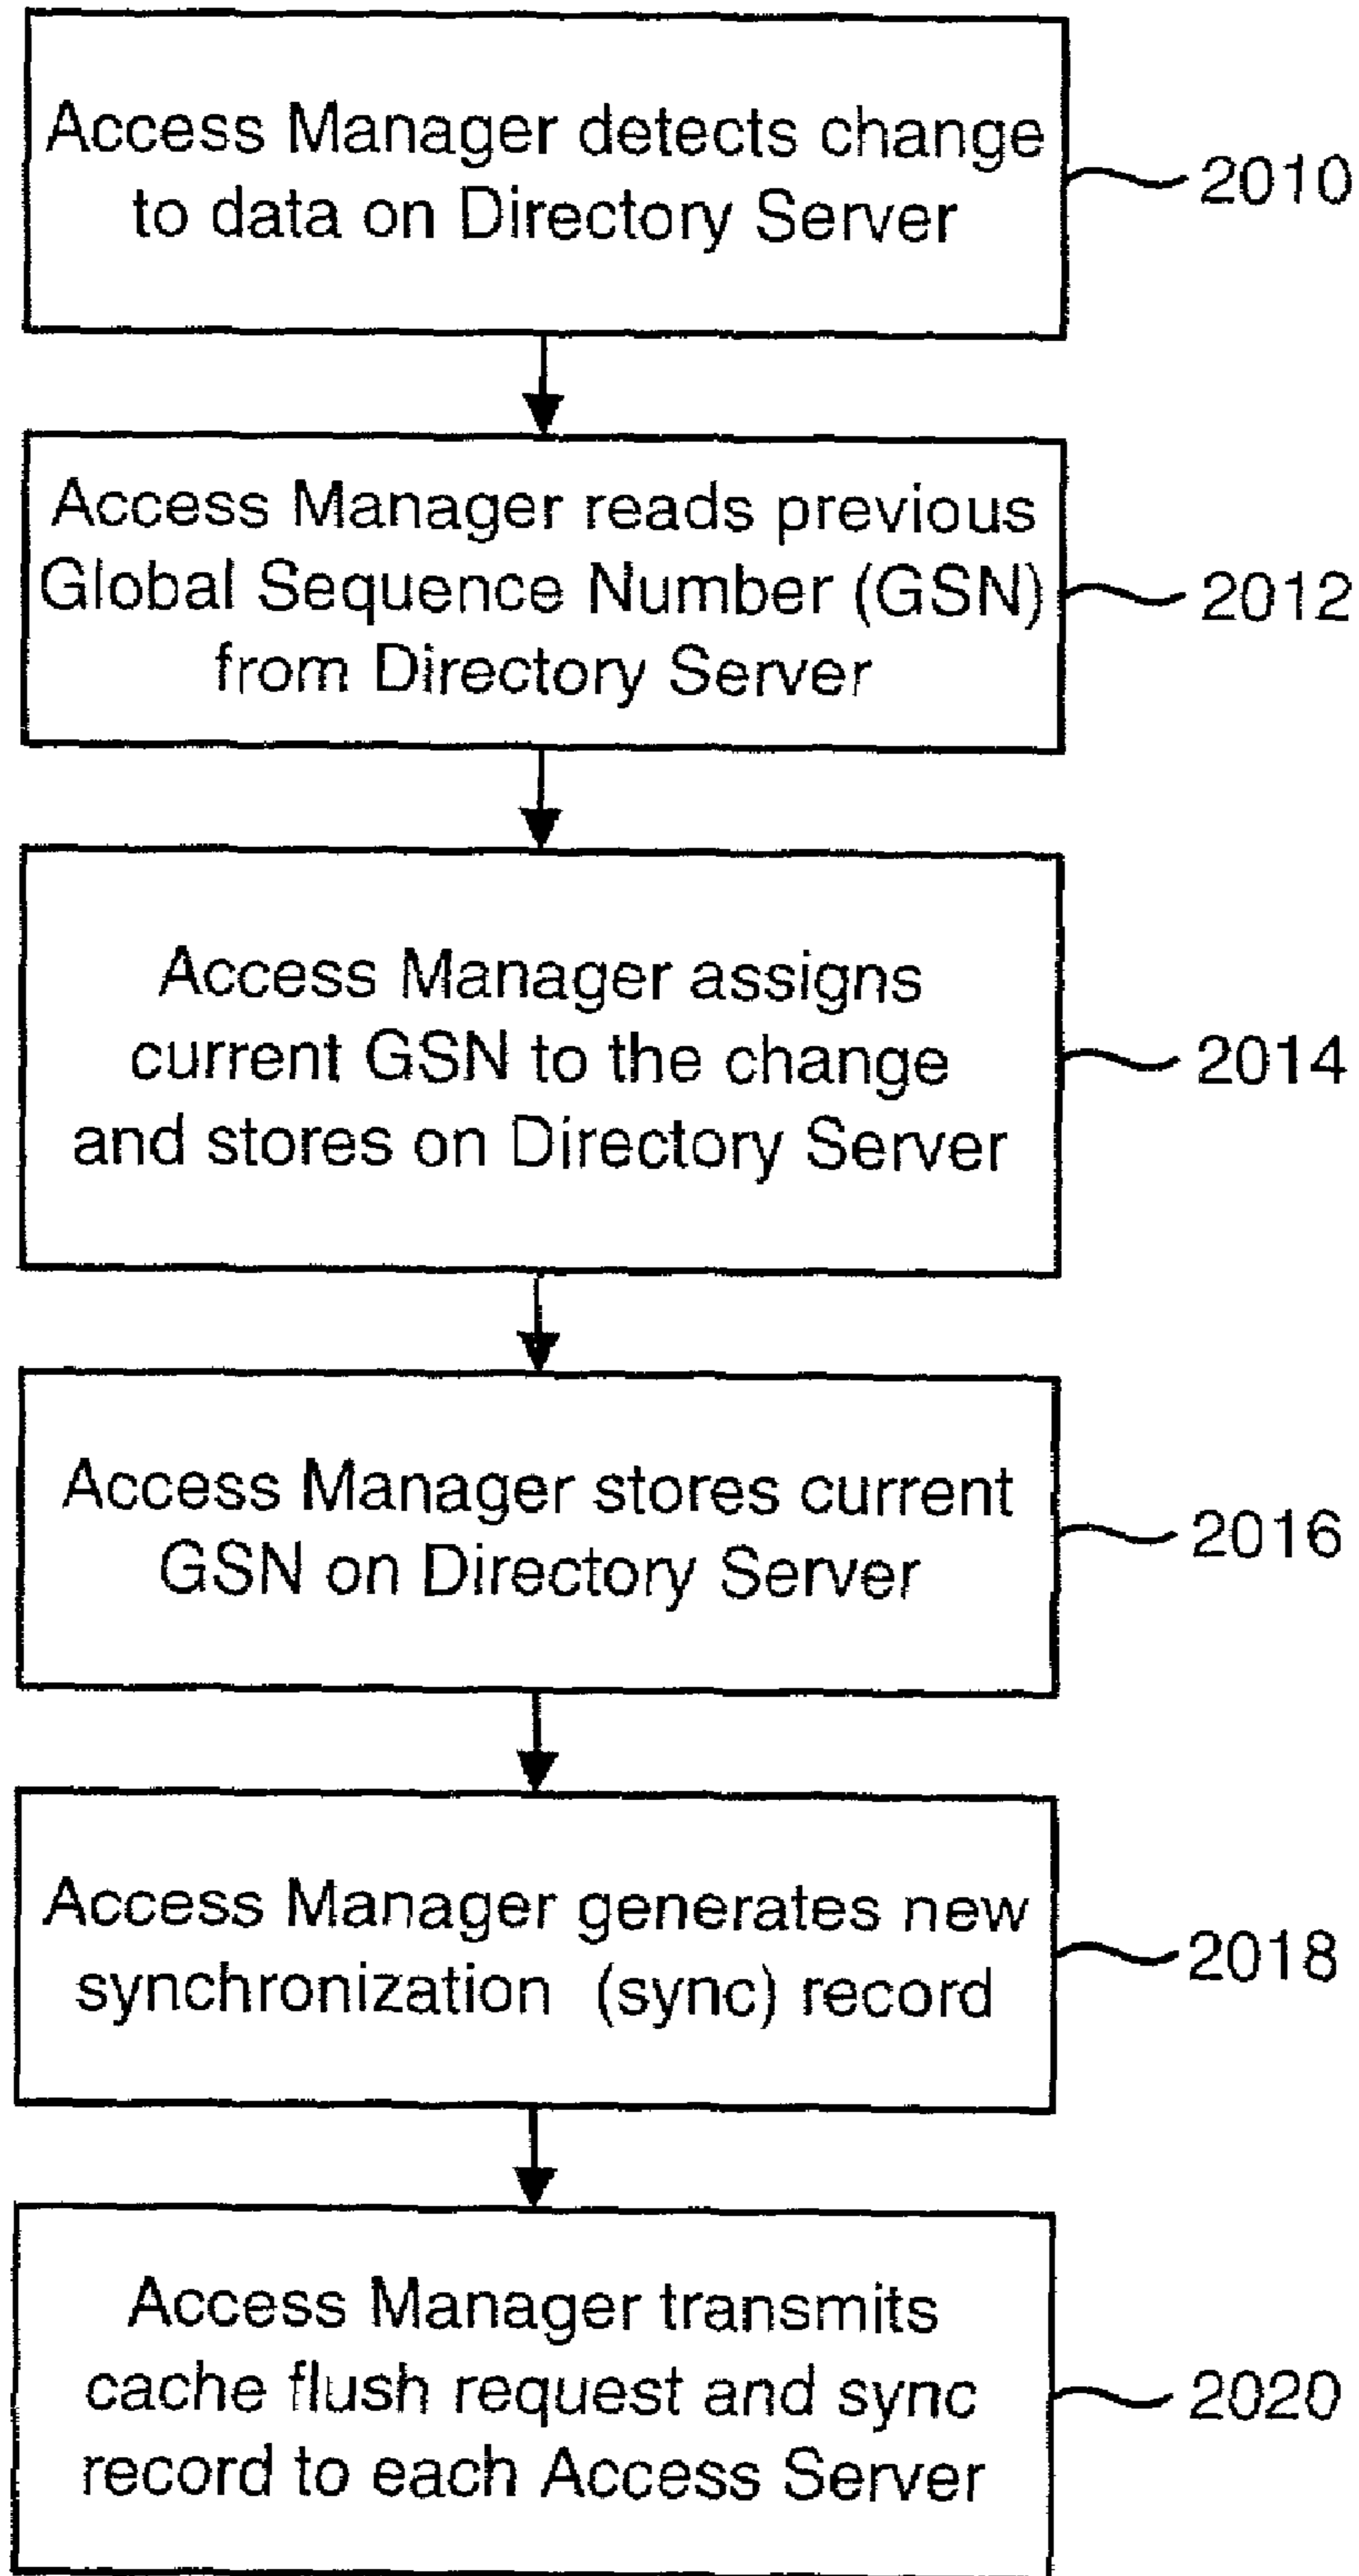 Access Manager detects change
to data on Directory Server
2010
Access Manager reads previous
Global Sequence Number (GSN)
from Directory Server
2012
Access Manager assigns
current GSN to the change
and stores on Directory Server
2014
Access Manager stores current
GSN on Directory Server
2016
Access Manager generates new
synchronization (sync) record
2018
Access Manager transmits
cache flush request and sync
record to each Access Server
2020